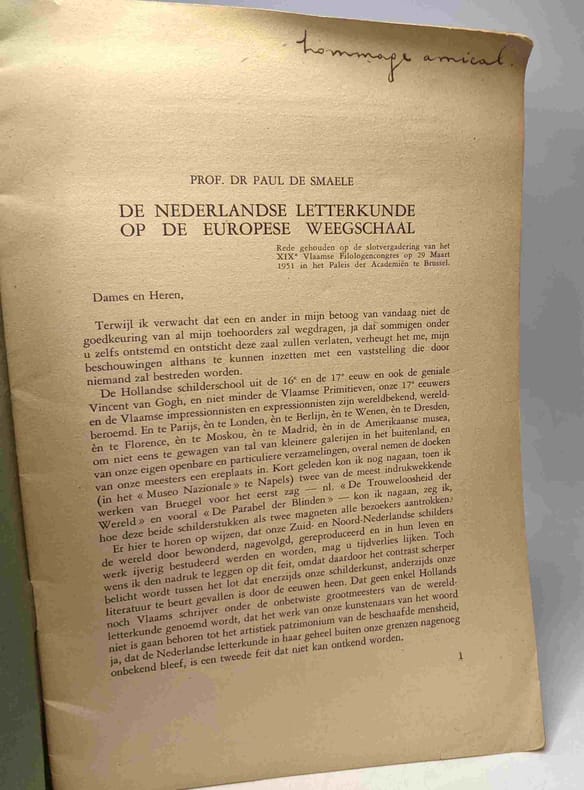 hommage amical.
PROF. DR PAUL DE SMAELE
DE NEDERLANDSE LETTERKUNDE
OP DE EUROPESE WEEGSCHAAL
Rede gehouden op de slotvergadering van het
XIXᵉ Vlaamse Filologencongres op 29 Maart
1951 in het Paleis der Academiën te Brussel.
Dames en Heren,
Terwijl ik verwacht dat een en ander in mijn betoog van vandaag niet de
goedkeuring van al mijn toehoorders zal wegdragen, ja dat sommigen onder
u zelfs ontstemd en ontsticht deze zaal zullen verlaten, verheugt het me, mijn
beschouwingen althans te kunnen inzetten met een vaststelling die door
niemand zal bestreden worden.
De Hollandse schilderschool uit de 16ᵉ en de 17ᵉ eeuw en ook de geniale
Vincent van Gogh, en niet minder de Vlaamse Primitieven, onze 17ᵉ eeuwers
en de Vlaamse impressionnisten en expressionnisten zijn wereldbekend, wereld-
beroemd. En te Parijs, èn te Londen, èn te Berlijn, èn te Wenen, èn te Dresden,
èn te Florence, èn te Moskou, èn te Madrid, èn in de Amerikaanse musea,
om niet eens te gewagen van tal van kleinere galerijen in het buitenland, en
van onze eigen openbare en particuliere verzamelingen, overal nemen de doeken
van onze meesters een ereplaats in. Kort geleden kon ik nog nagaan, toen ik
(in het « Museo Nazionale » te Napels) twee van de meest indrukwekkende
werken van Bruegel voor het eerst zag — nl. « De Trouweloosheid der
Wereld » en vooral « De Parabel der Blinden » — kon ik nagaan, zeg ik,
hoe deze beide schilderstukken als twee magneten alle bezoekers aantrokken.
Er hier te horen op wijzen, dat onze Zuid- en Noord-Nederlandse schilders
de wereld door bewonderd, nagevolgd, gereproduceerd en in hun leven en
werk ijverig bestudeerd werden en worden, mag u tijdverlies lijken. Toch
wens ik den nadruk te leggen op dit feit, omdat daardoor het contrast scherper
belicht wordt tussen het lot dat enerzijds onze schilderkunst, anderzijds onze
literatuur te beurt gevallen is door de eeuwen heen. Dat geen enkel Hollands
noch Vlaams schrijver onder de onbetwiste grootmeesters van de wereld-
letterkunde genoemd wordt, dat het werk van onze kunstenaars van het woord
niet is gaan behoren tot het artistiek patrimonium van de beschaafde mensheid,
ja, dat de Nederlandse letterkunde in haar geheel buiten onze grenzen nagenoeg
onbekend bleef, is een tweede feit dat niet kan ontkend worden.
1